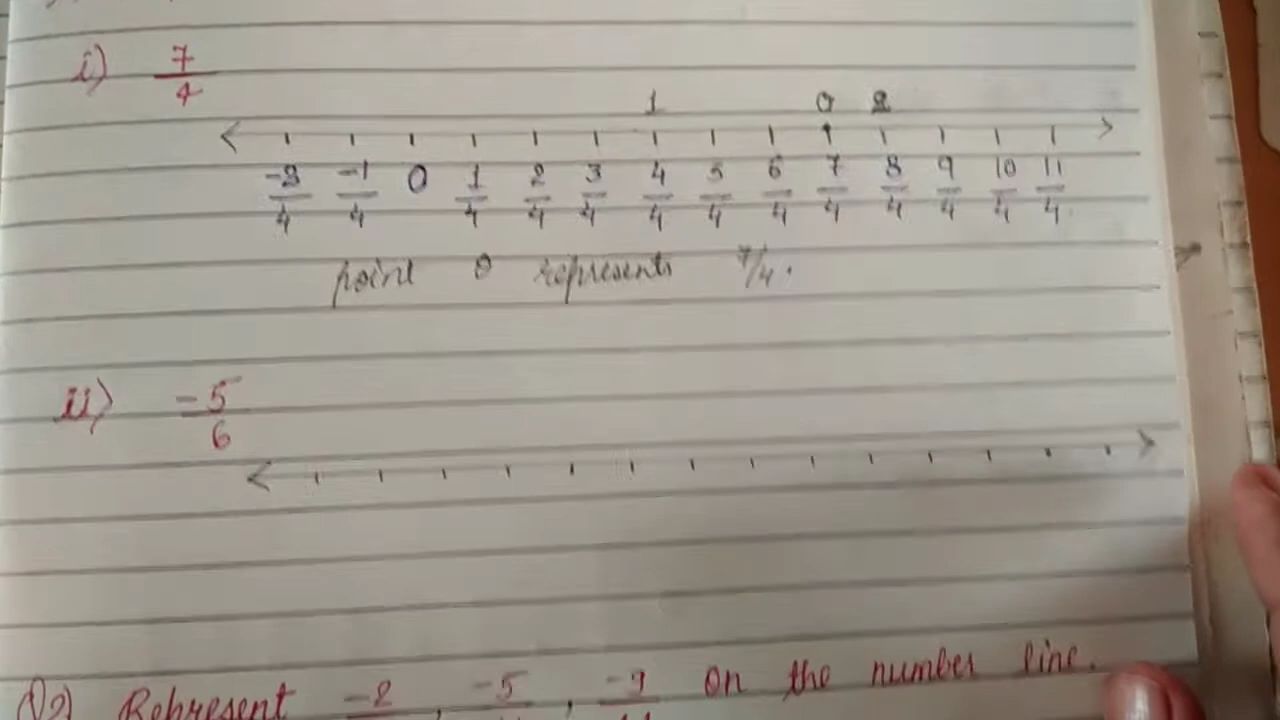 i) 7/4
1 0 2
-2/4 -1/4 0 1/4 2/4 3/4 4/4 5/4 6/4 7/4 8/4 9/4 10/4 11/4
point 0 represents 7/4.
ii) -5/6
Q2) Represent -2 , -5 , -9 on the number line.